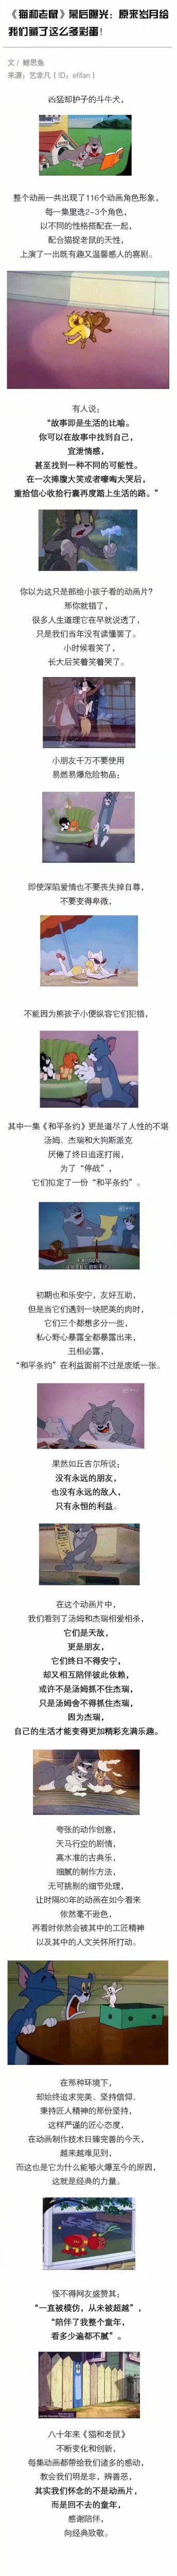 《猫和老鼠》幕后曝光：原来岁月给
我们藏了这么多彩蛋！
文 / 鳗思鱼
来源：艺非凡（ID：efifan）
凶猛却护子的斗牛犬，
整个动画一共出现了116个动画角色形象，
每一集里选2-3个角色，
以不同的性格搭配在一起，
配合猫捉老鼠的天性，
上演了一出既有趣又温馨感人的喜剧。
有人说：
“故事即是生活的比喻。
你可以在故事中找到自己，
宣泄情感，
甚至找到一种不同的可能性。
在一次捧腹大笑或者嚎啕大哭后，
重拾信心收拾行囊再度踏上生活的路。”
你以为这只是部给小孩子看的动画片？
那你就错了，
很多人生道理它在早就说透了，
只是我们当年没有读懂罢了。
小时候看笑了，
长大后笑着笑着哭了。
小朋友千万不要使用
易燃易爆危险物品；
即使深陷爱情也不要丧失掉自尊，
不要变得卑微，
不能因为熊孩子小便纵容它们犯错，
其中一集《和平条约》更是道尽了人性的不堪
汤姆、杰瑞和大狗斯派克
厌倦了终日追逐打闹，
为了“停战”，
它们拟定了一份“和平条约”。
初期也和乐安宁，友好互助，
但是当它们遇到一块肥美的肉时，
它们三个都想多分一些，
私心野心暴露全都暴露出来，
丑相必露，
“和平条约”在利益面前不过是废纸一张。
果然如丘吉尔所说；
没有永远的朋友，
也没有永远的敌人，
只有永恒的利益。
在这个动画片中，
我们看到了汤姆和杰瑞相爱相杀，
它们是天敌，
更是朋友，
它们终日不得安宁，
却又相互陪伴彼此依赖，
或许不是汤姆抓不住杰瑞，
只是汤姆舍不得抓住杰瑞，
因为杰瑞，
自己的生活才能变得更加精彩充满乐趣。
夸张的动作创意，
天马行空的剧情，
高水准的古典乐，
细腻的制作方法，
无可挑剔的细节处理，
让时隔80年的动画在如今看来
依然毫不逊色，
再看时依然会被其中的工匠精神
以及其中的人文关怀所打动。
在那种环境下，
却始终追求完美、坚持信仰、
秉持匠人精神的那份坚持，
这样严谨的匠心态度，
在动画制作技术日臻完善的今天，
越来越难见到，
而这也是它为什么能够火爆至今的原因，
这就是经典的力量。
怪不得网友盛赞其；
“一直被模仿，从未被超越”，
“陪伴了我整个童年，
看多少遍都不腻”。
八十年来《猫和老鼠》
不断变化和创新，
每集动画都带给我们诸多的感动，
教会我们明是非，辨善恶，
其实我们怀念的不是动画片，
而是回不去的童年，
感谢陪伴，
向经典致敬。